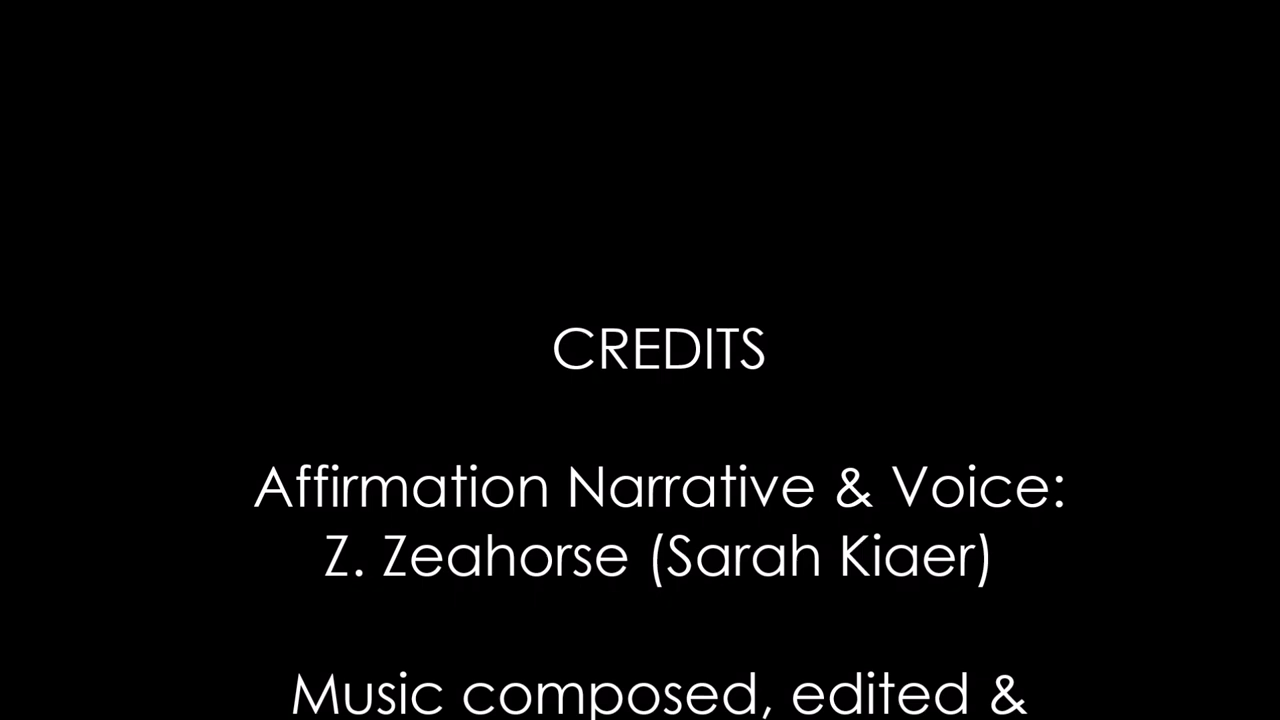 CREDITS
Affirmation Narrative & Voice:
Z. Zeahorse (Sarah Kiaer)
Music composed, edited &